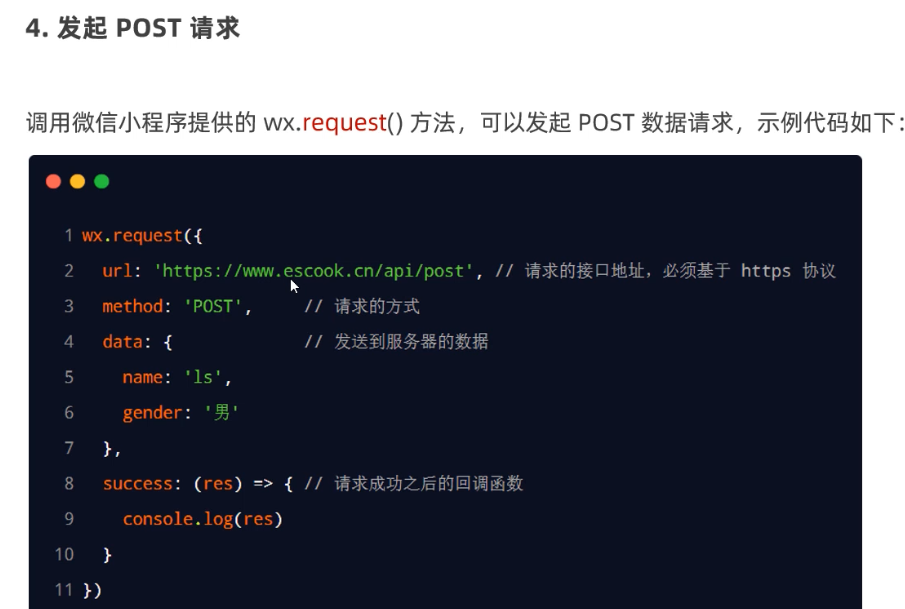 4. 发起 POST 请求
调用微信小程序提供的 wx.request() 方法，可以发起 POST 数据请求，示例代码如下：
1 wx.request({
2   url: 'https://www.escook.cn/api/post', // 请求的接口地址，必须基于 https 协议
3   method: 'POST',     // 请求的方式
4   data: {             // 发送到服务器的数据
5     name: 'ls',
6     gender: '男'
7   },
8   success: (res) => { // 请求成功之后的回调函数
9     console.log(res)
10   }
11 })